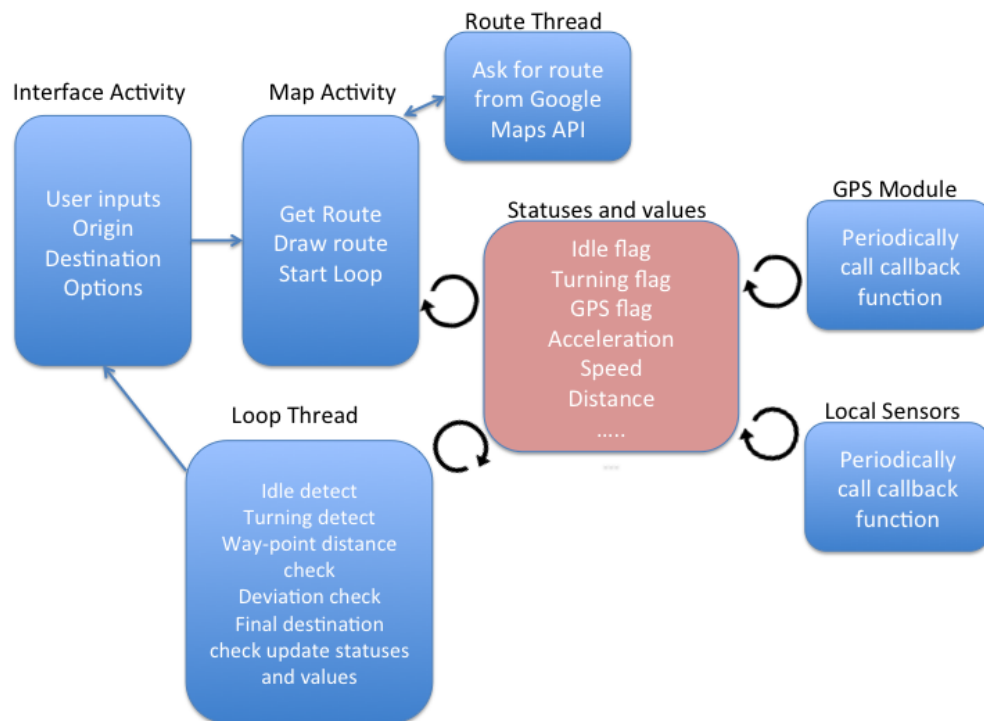 Route Thread
Ask for route
from Google
Maps API
Interface Activity
User inputs
Origin
Destination
Options
Map Activity
Get Route
Draw route
Start Loop
Statuses and values
Idle flag
Turning flag
GPS flag
Acceleration
Speed
Distance
.....
...
GPS Module
Periodically
call callback
function
Local Sensors
Periodically
call callback
function
Loop Thread
Idle detect
Turning detect
Way-point distance
check
Deviation check
Final destination
check update statuses
and values